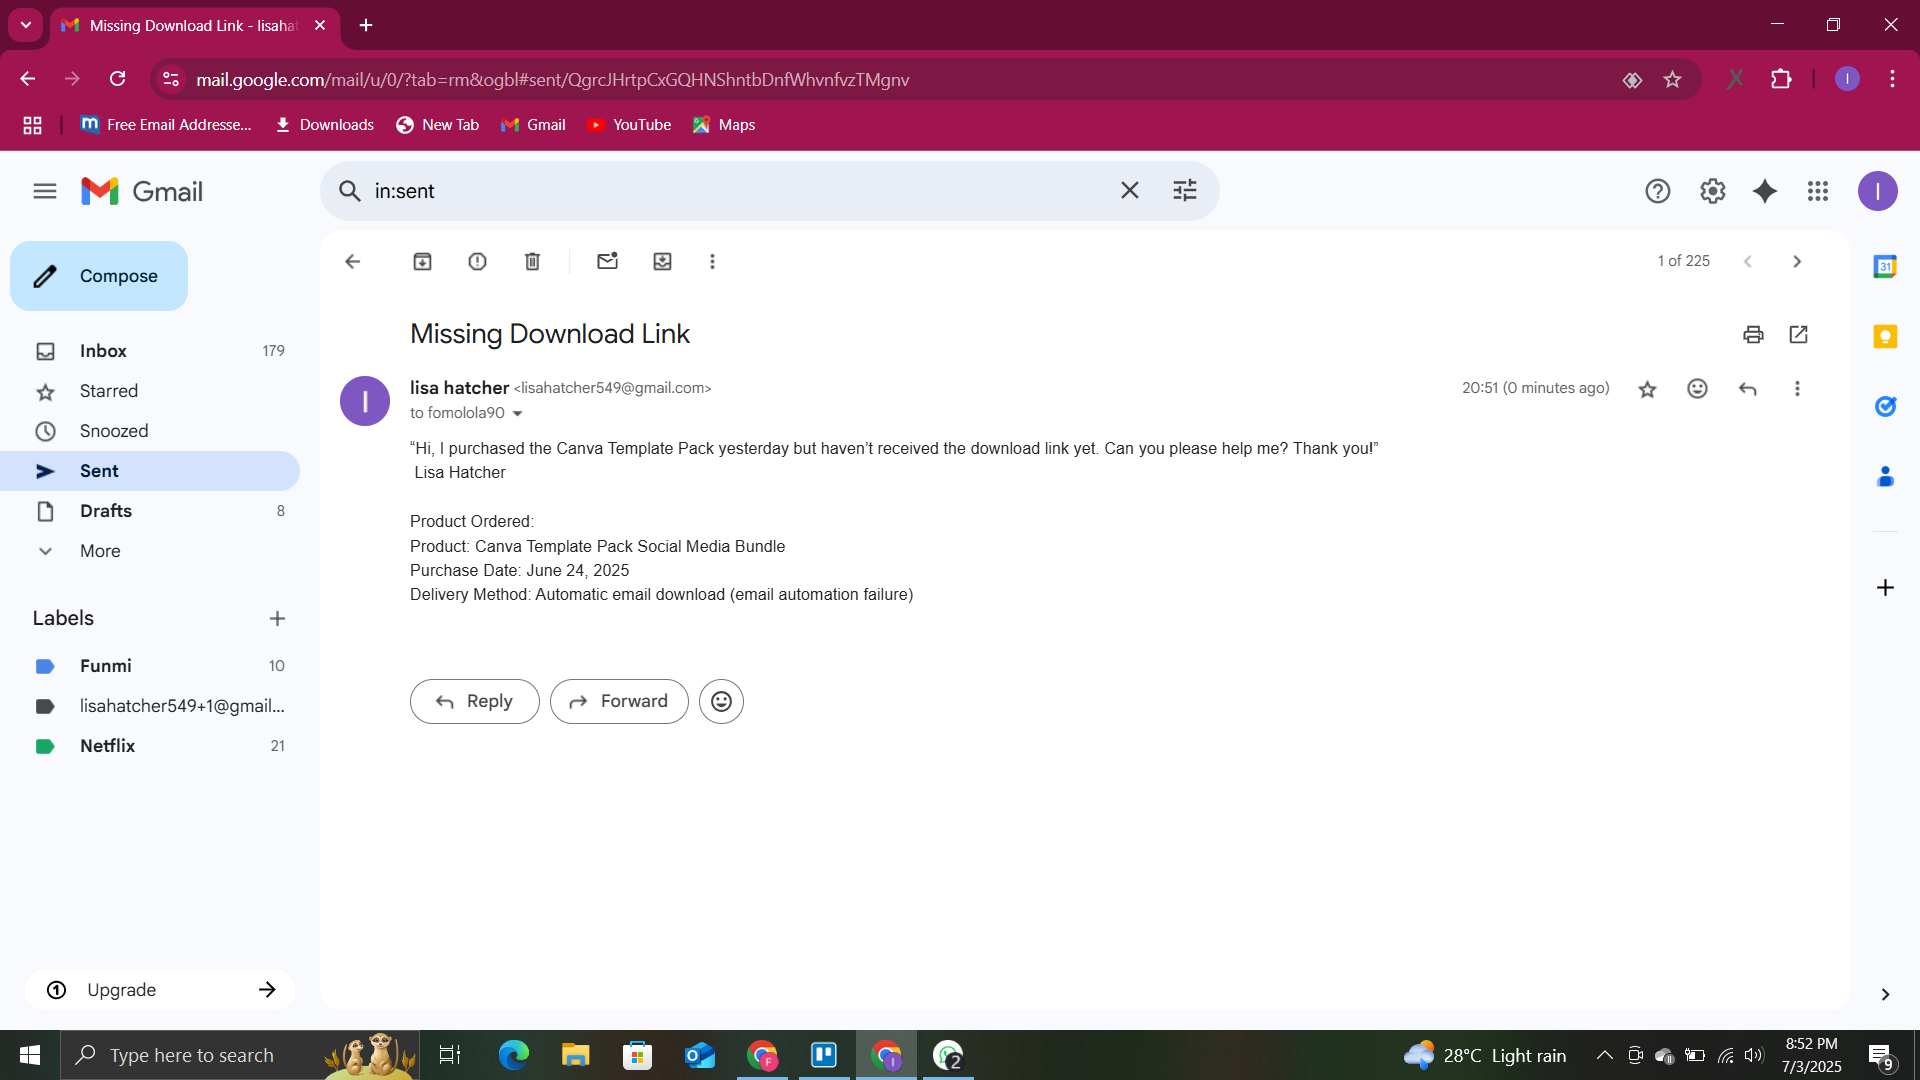 Missing Download Link - lisahat
mail.google.com/mail/u/0/?tab=rm&ogbl#sent/QgrcJHrtpCxGQHNShntbDnfWhvnfvzTMgnv
Free Email Addresse...
Downloads
New Tab
Gmail
YouTube
Maps
Gmail
in:sent
Compose
1 of 225
Inbox 179
Starred
Snoozed
Sent
Drafts 8
More
Labels
Funmi 10
lisahatcher549+1@gmail...
Netflix 21
Upgrade
Missing Download Link
lisa hatcher <lisahatcher549@gmail.com>
20:51 (0 minutes ago)
to fomolola90
“Hi, I purchased the Canva Template Pack yesterday but haven’t received the download link yet. Can you please help me? Thank you!”
Lisa Hatcher
Product Ordered:
Product: Canva Template Pack Social Media Bundle
Purchase Date: June 24, 2025
Delivery Method: Automatic email download (email automation failure)
Reply
Forward
Type here to search
28°C Light rain
8:52 PM
7/3/2025